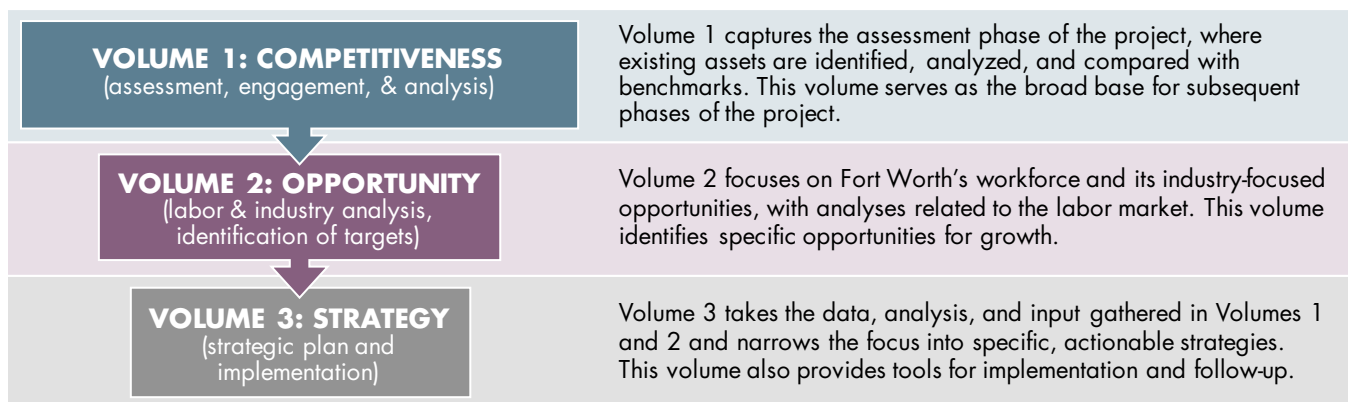 VOLUME 1: COMPETITIVENESS
(assessment, engagement, & analysis)
Volume 1 captures the assessment phase of the project, where
existing assets are identified, analyzed, and compared with
benchmarks. This volume serves as the broad base for subsequent
phases of the project.
VOLUME 2: OPPORTUNITY
(labor & industry analysis,
identification of targets)
Volume 2 focuses on Fort Worth's workforce and its industry-focused
opportunities, with analyses related to the labor market. This volume
identifies specific opportunities for growth.
VOLUME 3: STRATEGY
(strategic plan and
implementation)
Volume 3 takes the data, analysis, and input gathered in Volumes 1
and 2 and narrows the focus into specific, actionable strategies.
This volume also provides tools for implementation and follow-up.